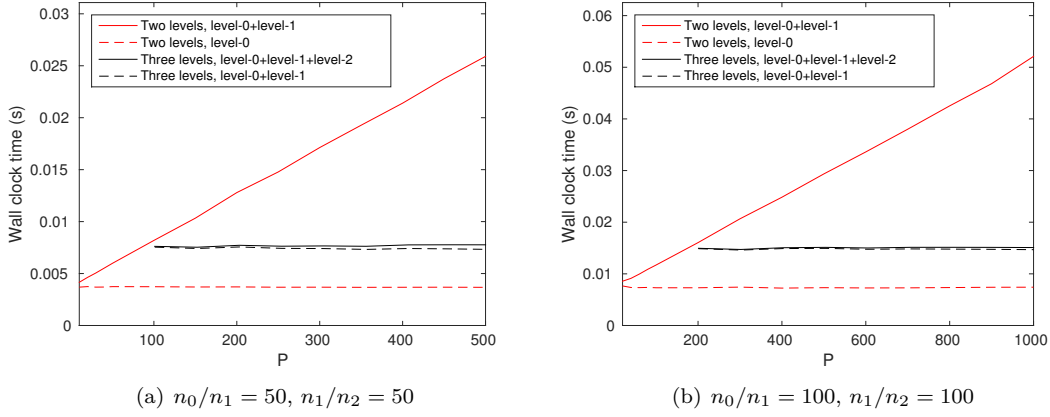 0.03
0.025
0.02
0.015
0.01
0.005
0
Wall clock time (s)
Two levels, level-0+level-1
Two levels, level-0
Three levels, level-0+level-1+level-2
Three levels, level-0+level-1
100 200 300 400 500
P
(a) n₀/n₁ = 50, n₁/n₂ = 50
0.06
0.05
0.04
0.03
0.02
0.01
0
Wall clock time (s)
Two levels, level-0+level-1
Two levels, level-0
Three levels, level-0+level-1+level-2
Three levels, level-0+level-1
200 400 600 800 1000
P
(b) n₀/n₁ = 100, n₁/n₂ = 100